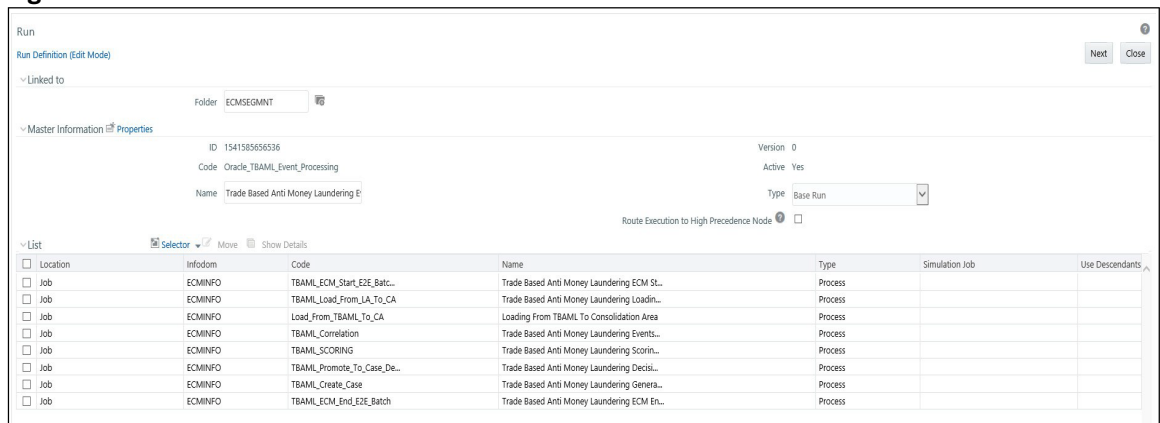 Run
Run Definition (Edit Mode)
Next Close
Linked to
Folder ECMSEGMNT
Master Information Properties
ID 1541585656536 Version 0
Code Oracle_TBAML_Event_Processing Active Yes
Name Trade Based Anti Money Laundering E Type Base Run
Route Execution to High Precedence Node ?
List Selector Move Show Details
Location Infodom Code Name Type Simulation Job Use Descendants
Job ECMINFO TBAML_ECM_Start_E2E_Batc... Trade Based Anti Money Laundering ECM St... Process
Job ECMINFO TBAML_Load_From_LA_To_CA Trade Based Anti Money Laundering Loadin... Process
Job ECMINFO Load_From_TBAML_To_CA Loading From TBAML To Consolidation Area Process
Job ECMINFO TBAML_Correlation Trade Based Anti Money Laundering Events... Process
Job ECMINFO TBAML_SCORING Trade Based Anti Money Laundering Scorin... Process
Job ECMINFO TBAML_Promote_To_Case_De... Trade Based Anti Money Laundering Decisi... Process
Job ECMINFO TBAML_Create_Case Trade Based Anti Money Laundering Genera... Process
Job ECMINFO TBAML_ECM_End_E2E_Batch Trade Based Anti Money Laundering ECM En... Process